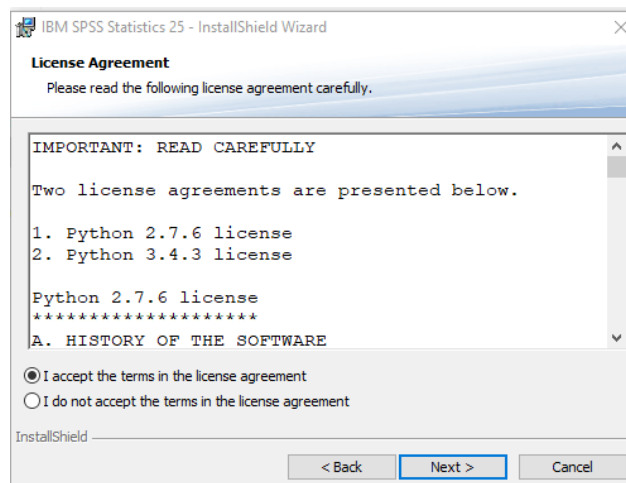 IBM SPSS Statistics 25 - InstallShield Wizard
License Agreement
Please read the following license agreement carefully.
IMPORTANT: READ CAREFULLY
Two license agreements are presented below.
1. Python 2.7.6 license
2. Python 3.4.3 license
Python 2.7.6 license
********************
A. HISTORY OF THE SOFTWARE
I accept the terms in the license agreement
I do not accept the terms in the license agreement
InstallShield
< Back Next > Cancel